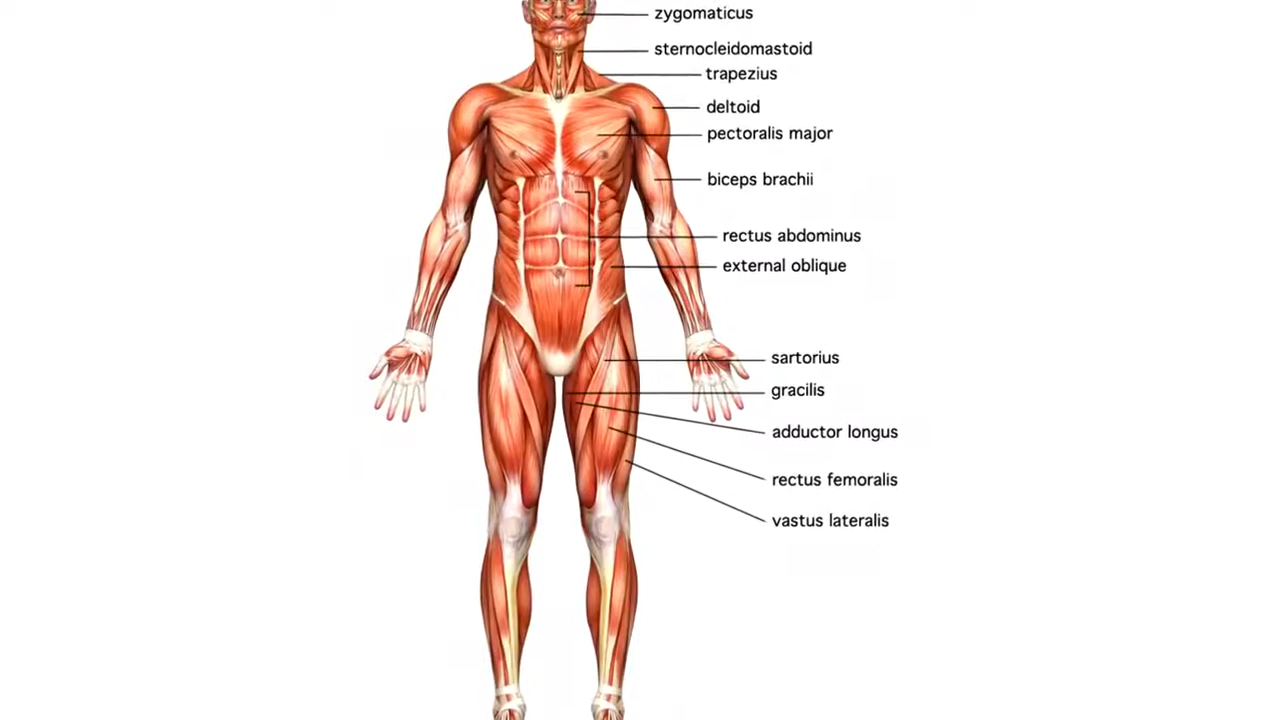 zygomaticus
sternocleidomastoid
trapezius
deltoid
pectoralis major
biceps brachii
rectus abdominus
external oblique
sartorius
gracilis
adductor longus
rectus femoralis
vastus lateralis